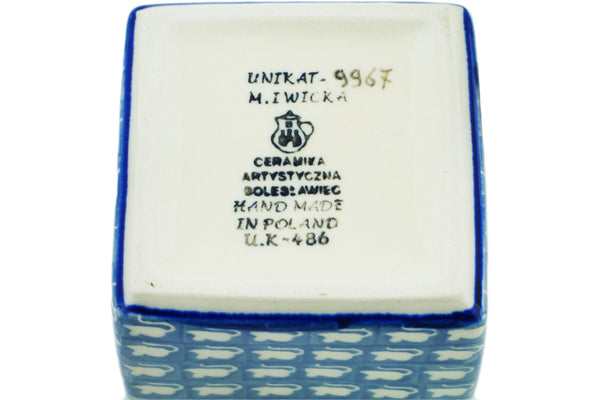 UNIKAT-9967
M.IWICKA
B
CERAMIKA
ARTYSTYCZNA
BOLESŁAWIEC
HAND MADE
IN POLAND
U.K-486